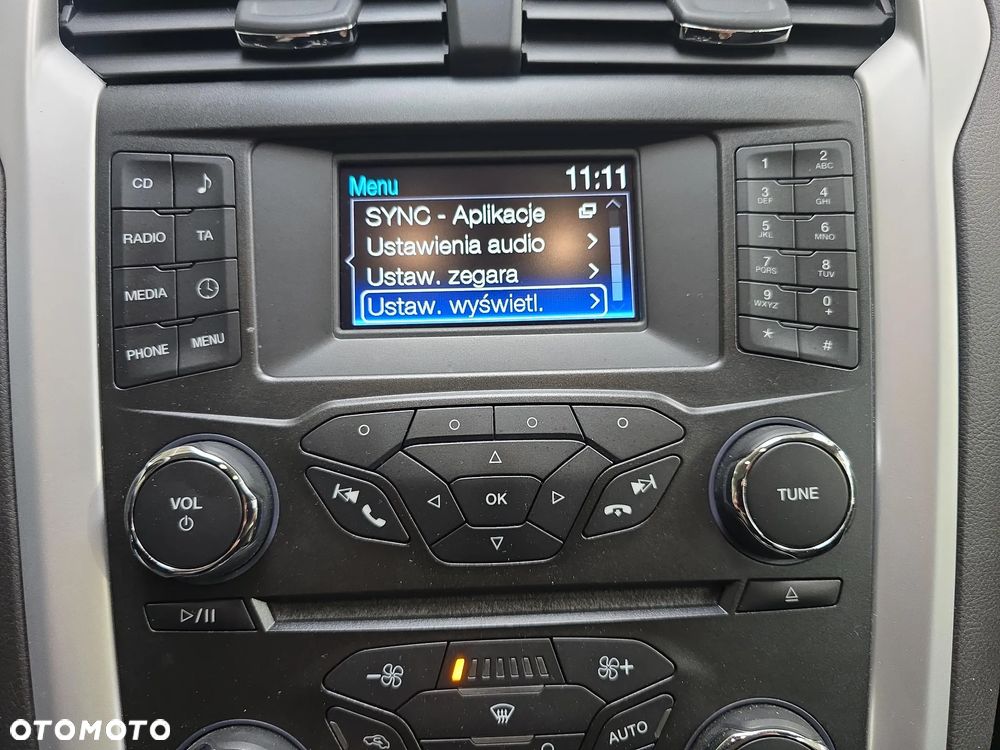 Menu 11:11
SYNC - Aplikacje
Ustawienia audio
Ustaw. zegara
Ustaw. wyświetl.
CD
RADIO TA
MEDIA
PHONE MENU
1 2 ABC
3 DEF 4 GHI
5 JKL 6 MNO
7 PQRS 8 TUV
9 WXYZ 0 +
* #
VOL
OK
TUNE
AUTO
OTOMOTO